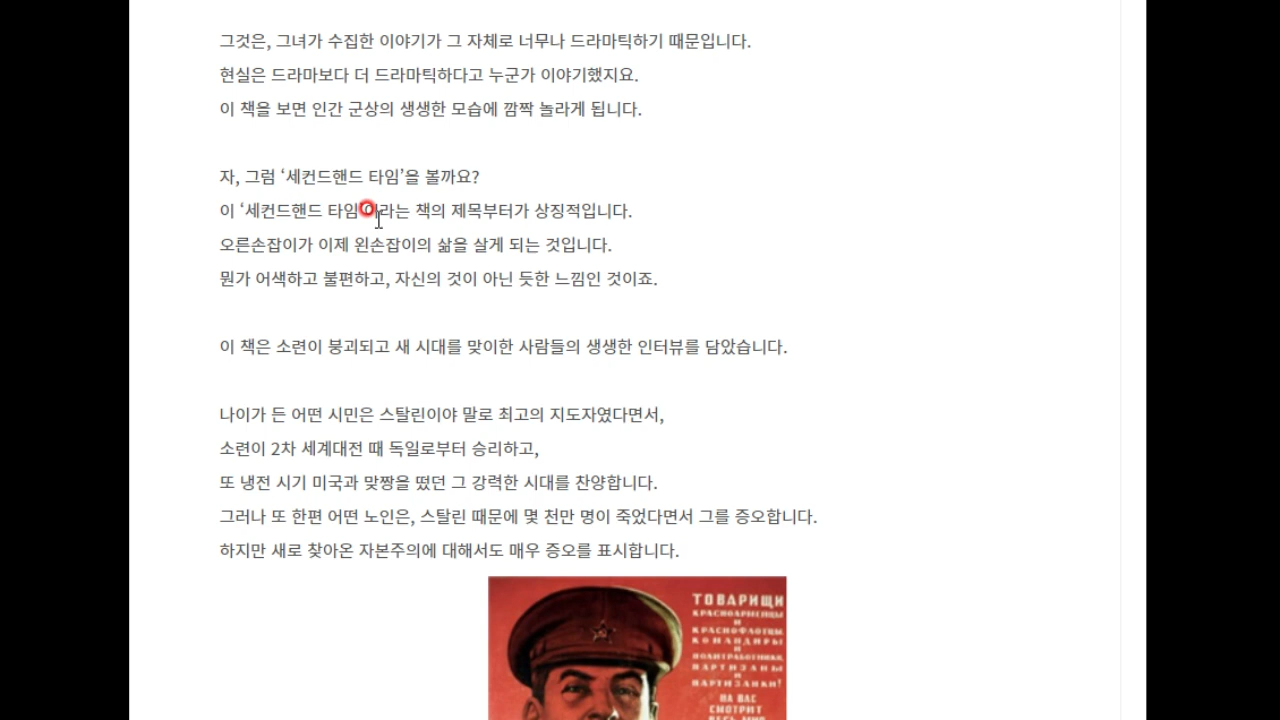 그것은, 그녀가 수집한 이야기가 그 자체로 너무나 드라마틱하기 때문입니다.
현실은 드라마보다 더 드라마틱하다고 누군가 이야기했지요.
이 책을 보면 인간 군상의 생생한 모습에 깜짝 놀라게 됩니다.
자, 그럼 ‘세컨드핸드 타임’을 볼까요?
이 ‘세컨드핸드 타임’이라는 책의 제목부터가 상징적입니다.
오른손잡이가 이제 왼손잡이의 삶을 살게 되는 것입니다.
뭔가 어색하고 불편하고, 자신의 것이 아닌 듯한 느낌인 것이죠.
이 책은 소련이 붕괴되고 새 시대를 맞이한 사람들의 생생한 인터뷰를 담았습니다.
나이가 든 어떤 시민은 스탈린이야 말로 최고의 지도자였다면서,
소련이 2차 세계대전 때 독일로부터 승리하고,
또 냉전 시기 미국과 맞짱을 떴던 그 강력한 시대를 찬양합니다.
그러나 또 한편 어떤 노인은, 스탈린 때문에 몇 천만 명이 죽었다면서 그를 증오합니다.
하지만 새로 찾아온 자본주의에 대해서도 매우 증오를 표시합니다.
ТОВАРИЩИ
КРАСНОАРМЕЙЦЫ
И
КРАСНОФЛОТЦЫ,
КОМАНДИРЫ
И
ПОЛИТРАБОТНИКИ,
ПАРТИЗАНЫ
И
ПАРТИЗАНКИ!
НА ВАС
СМОТРИТ
ВЕСЬ МИР